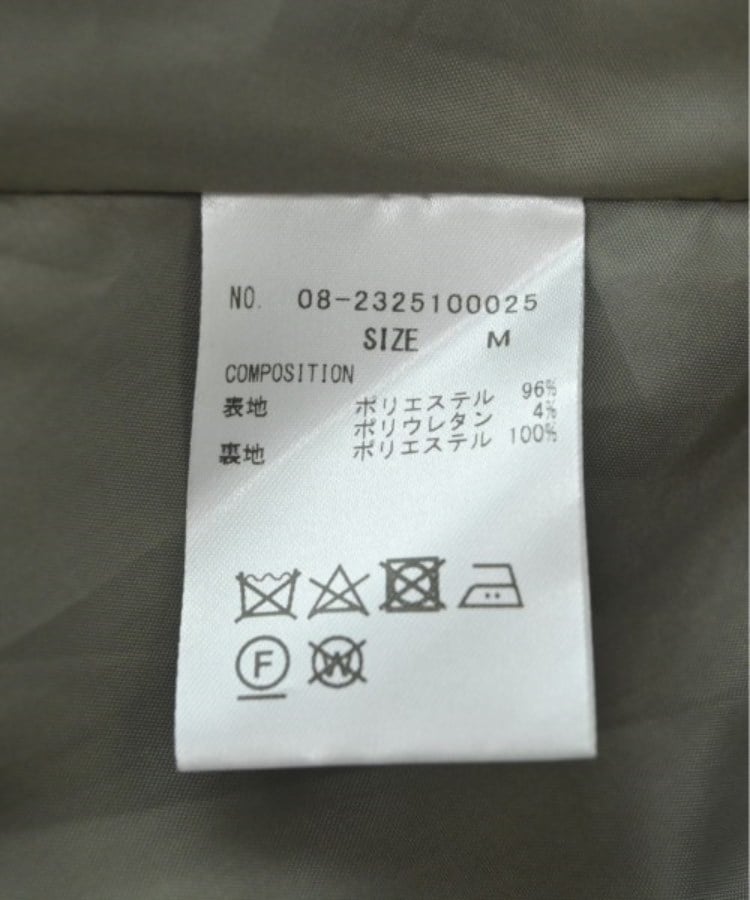 NO. 08-2325100025
SIZE M
COMPOSITION
表地 ポリエステル 96%
ポリウレタン 4%
裏地 ポリエステル 100%
F W